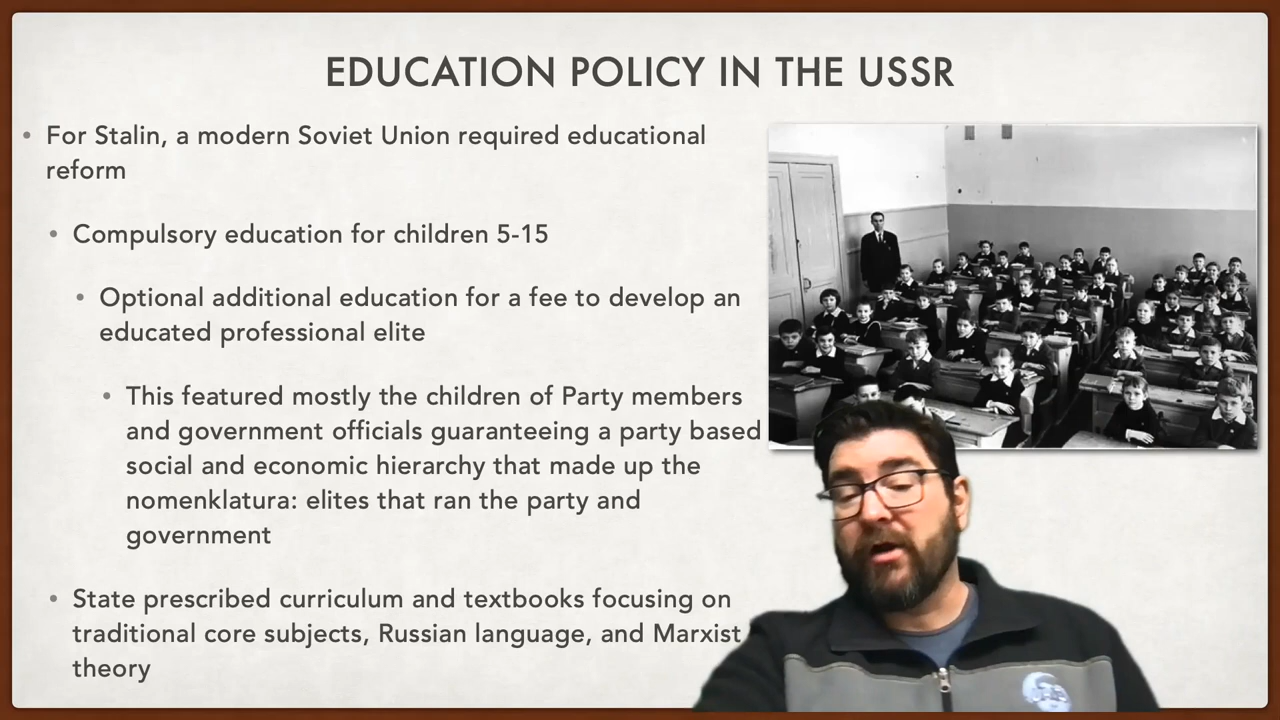 EDUCATION POLICY IN THE USSR
• For Stalin, a modern Soviet Union required educational
reform
• Compulsory education for children 5-15
• Optional additional education for a fee to develop an
educated professional elite
• This featured mostly the children of Party members
and government officials guaranteeing a party based
social and economic hierarchy that made up the
nomenklatura: elites that ran the party and
government
• State prescribed curriculum and textbooks focusing on
traditional core subjects, Russian language, and Marxist
theory